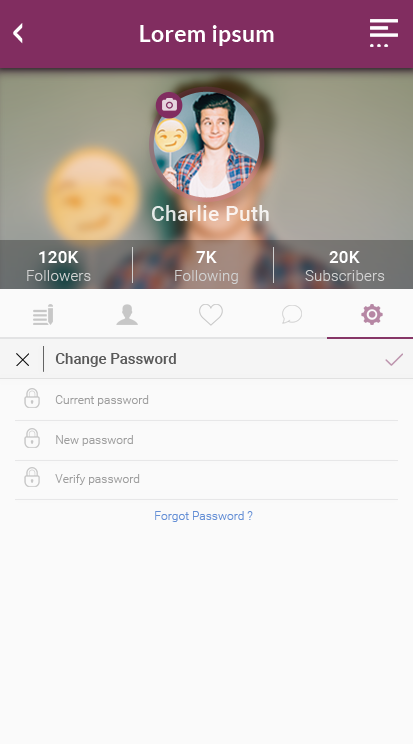 Lorem ipsum
Charlie Puth
120K
7K
20K
Followers
Following
Subscribers
Change Password
Current password
New password
Verify password
Forgot Password ?